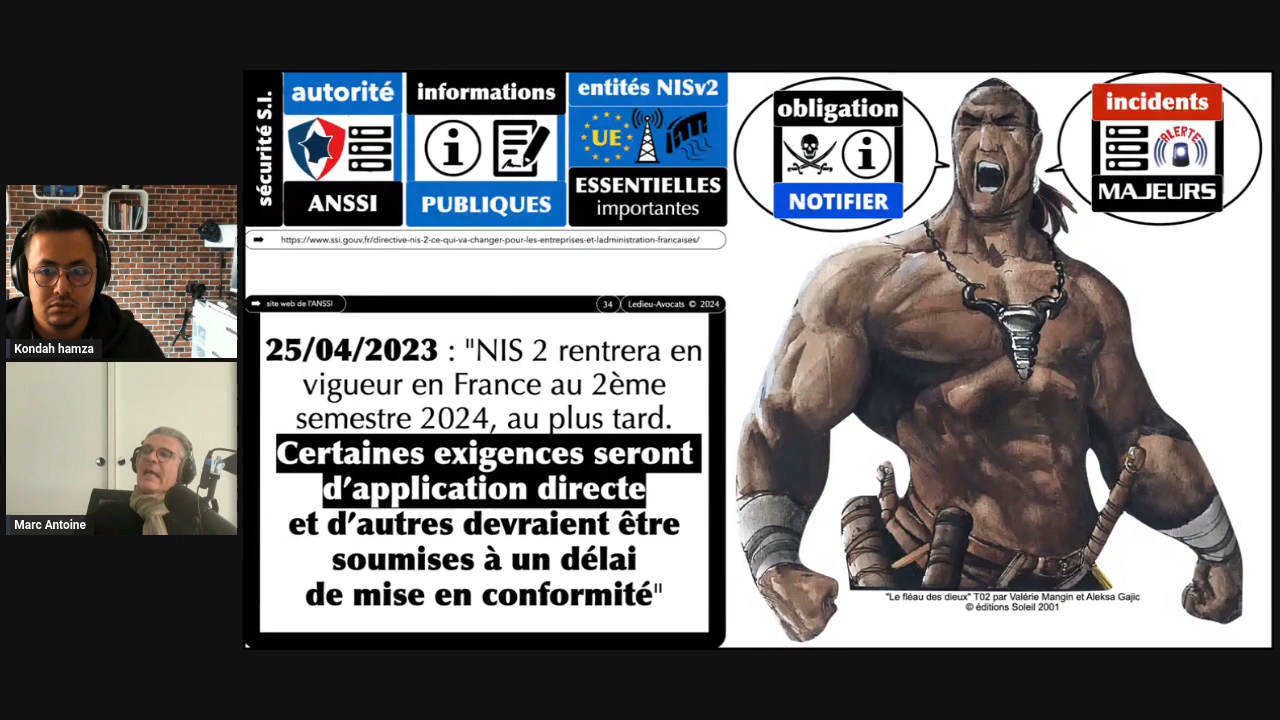 sécurité S.I.
autorité
ANSSI
informations
PUBLIQUES
entités NISv2
UE
ESSENTIELLES
importantes
https://www.ssi.gouv.fr/directive-nis-2-ce-qui-va-changer-pour-les-entreprises-et-ladministration-francaises/
obligation
NOTIFIER
incidents
ALERTE
MAJEURS
site web de l'ANSSI
34
Ledieu-Avocats © 2024
25/04/2023 : "NIS 2 rentrera en
vigueur en France au 2ème
semestre 2024, au plus tard.
Certaines exigences seront
d'application directe
et d'autres devraient être
soumises à un délai
de mise en conformité"
"Le fléau des dieux" T02 par Valérie Mangin et Aleksa Gajic
© éditions Soleil 2001
Kondah hamza
Marc Antoine